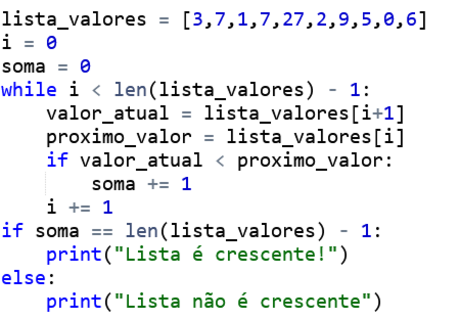 lista_valores = [3,7,1,7,27,2,9,5,0,6]
i = 0
soma = 0
while i < len(lista_valores) - 1:
    valor_atual = lista_valores[i+1]
    proximo_valor = lista_valores[i]
    if valor_atual < proximo_valor:
        soma += 1
    i += 1
if soma == len(lista_valores) - 1:
    print("Lista é crescente!")
else:
    print("Lista não é crescente")